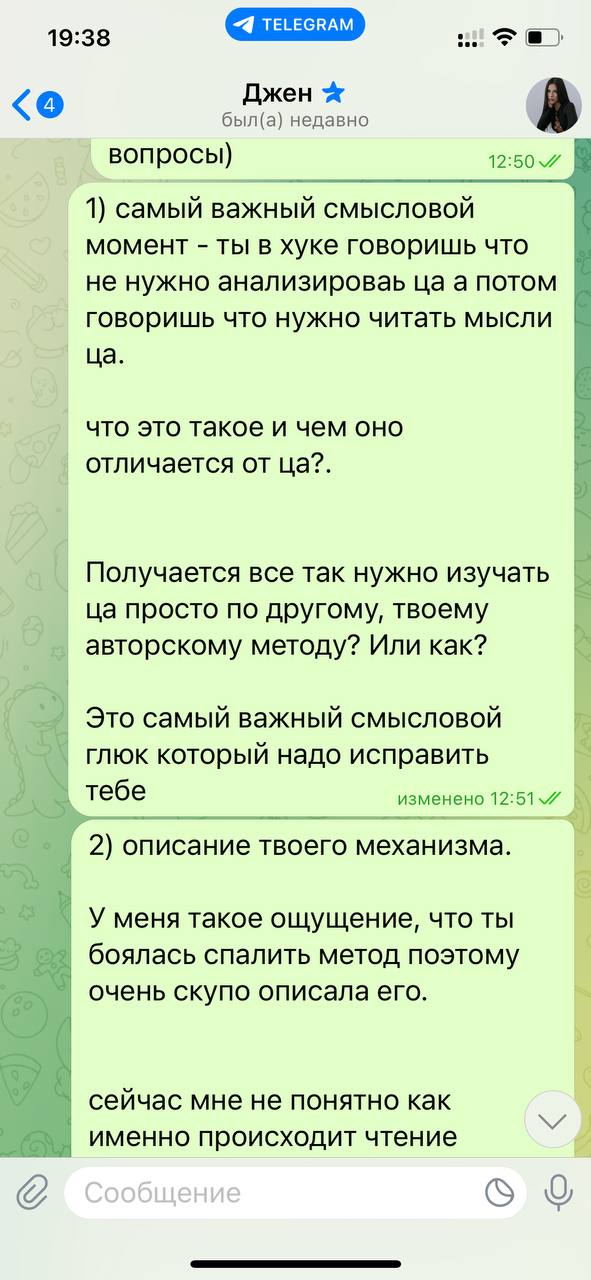 19:38
TELEGRAM
4
Джен
был(а) недавно
вопросы)
12:50
1) самый важный смысловой
момент - ты в хуке говоришь что
не нужно анализироваь ца а потом
говоришь что нужно читать мысли
ца.
что это такое и чем оно
отличается от ца?.
Получается все так нужно изучать
ца просто по другому, твоему
авторскому методу? Или как?
Это самый важный смысловой
глюк который надо исправить
тебе
изменено 12:51
2) описание твоего механизма.
У меня такое ощущение, что ты
боялась спалить метод поэтому
очень скупо описала его.
сейчас мне не понятно как
именно происходит чтение
Сообщение